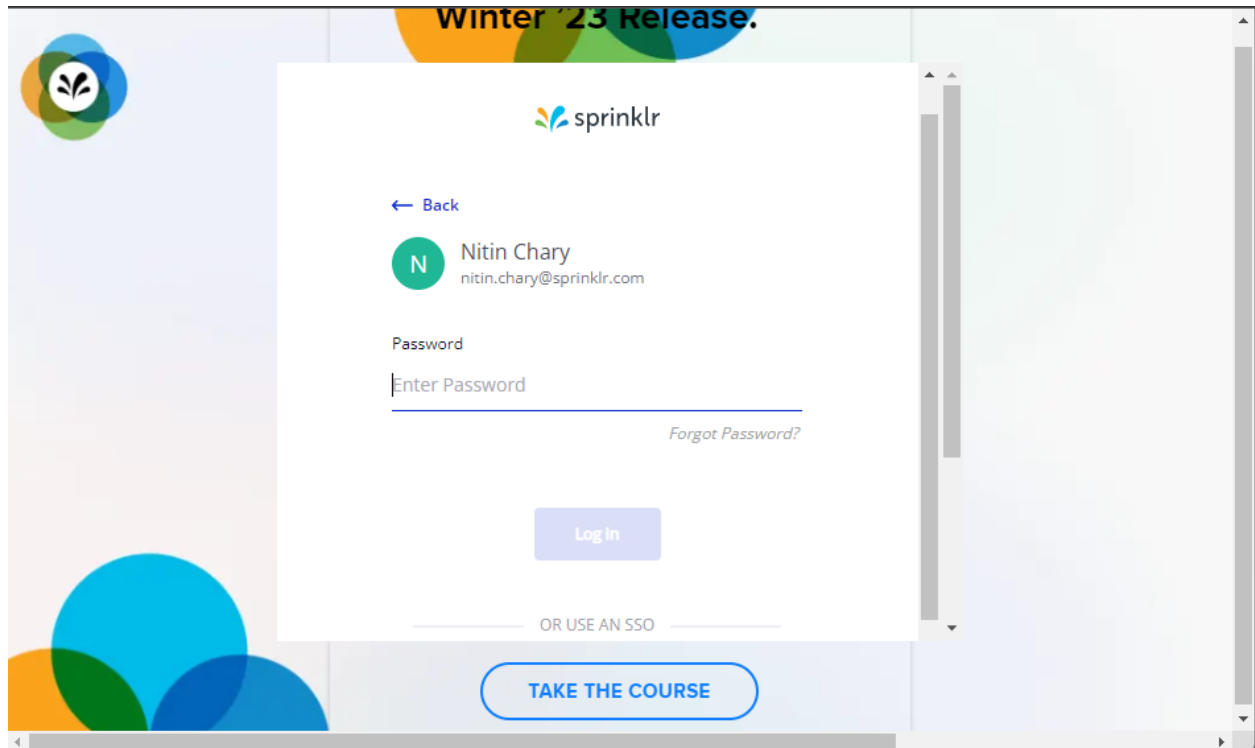 Winter ’23 Release.
sprinklr
← Back
N
Nitin Chary
nitin.chary@sprinklr.com
Password
Enter Password
Forgot Password?
Log in
OR USE AN SSO
TAKE THE COURSE